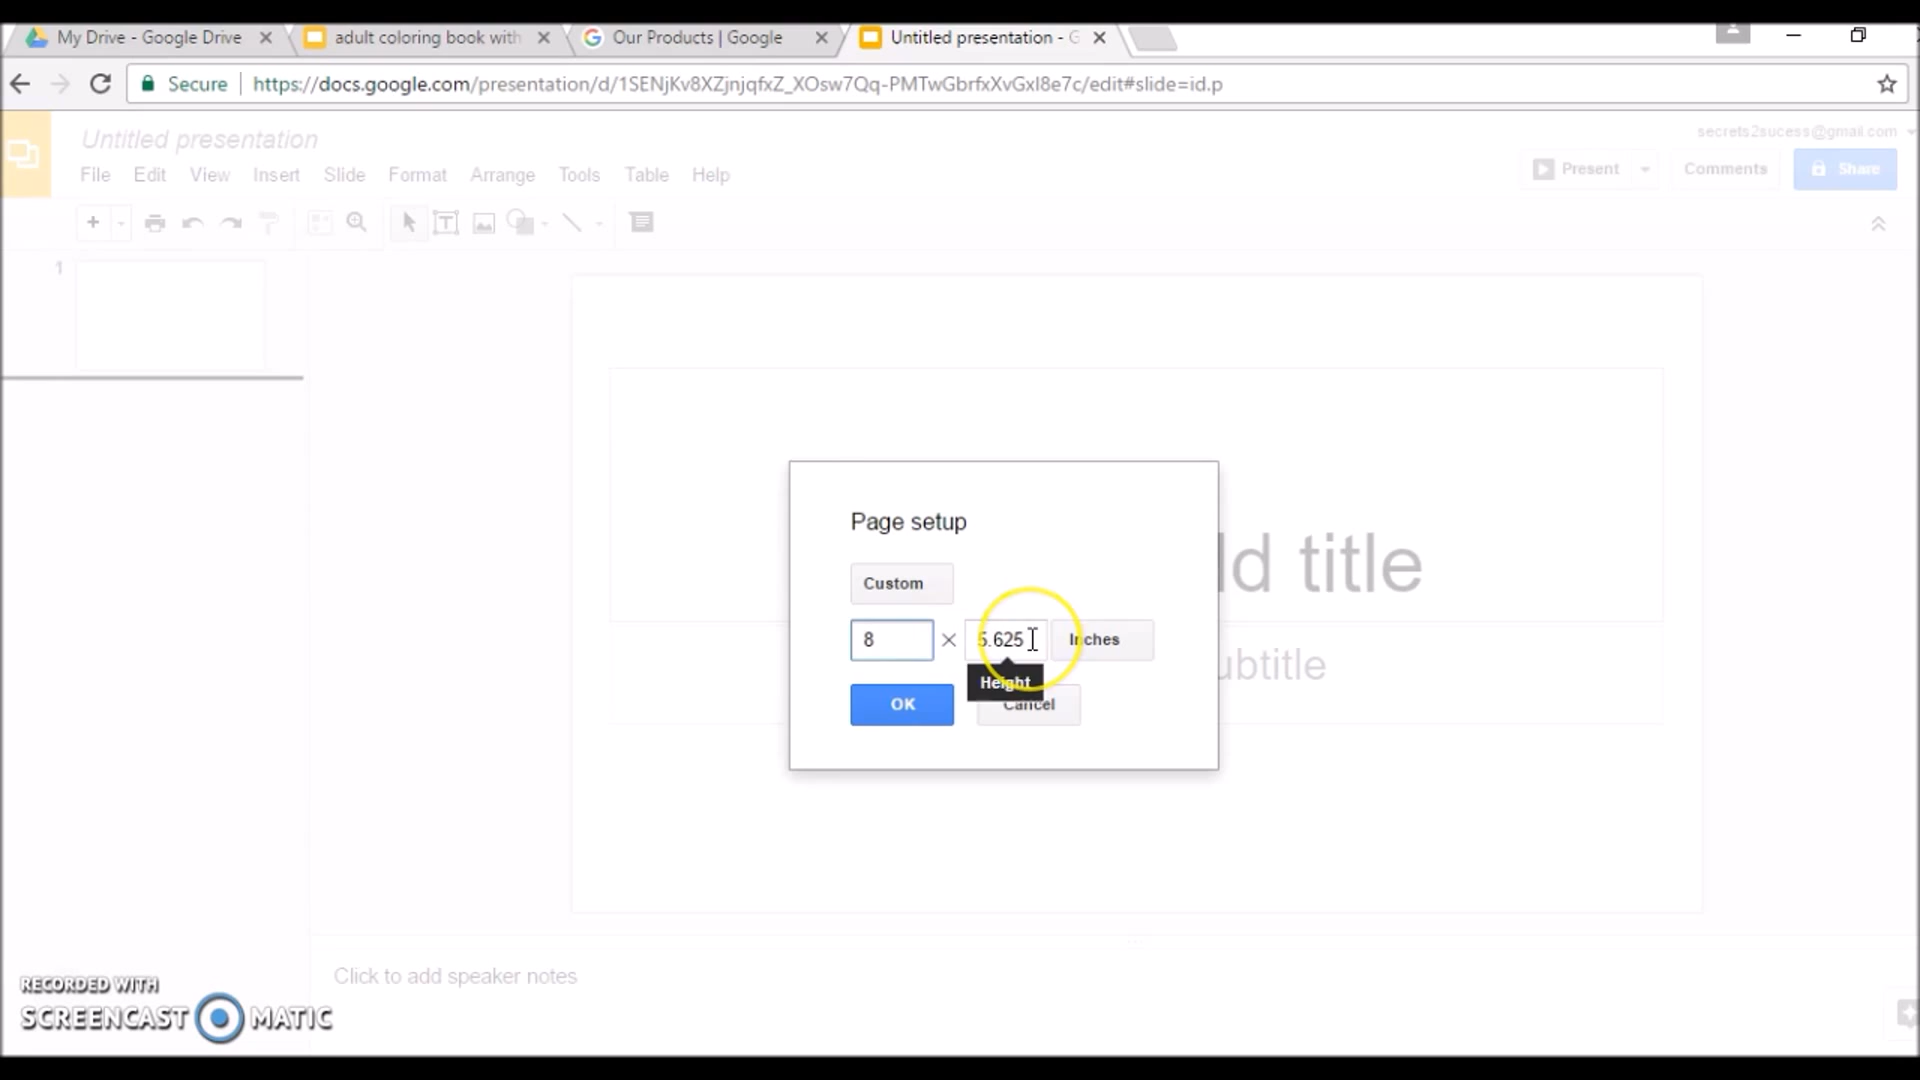 My Drive - Google Drive
adult coloring book with
Our Products | Google
Untitled presentation - G
Secure
https://docs.google.com/presentation/d/1SENjKv8XZjnjqfxZ_XOsw7Qq-PMTwGbrfxXvGxl8e7c/edit#slide=id.p
Untitled presentation
secrets2sucess@gmail.com
File Edit View Insert Slide Format Arrange Tools Table Help
Present
Comments
Share
1
Page setup
Custom
ld title
8 × 5.625 Inches
ubtitle
Height
OK
Cancel
Click to add speaker notes
RECORDED WITH
SCREENCAST MATIC